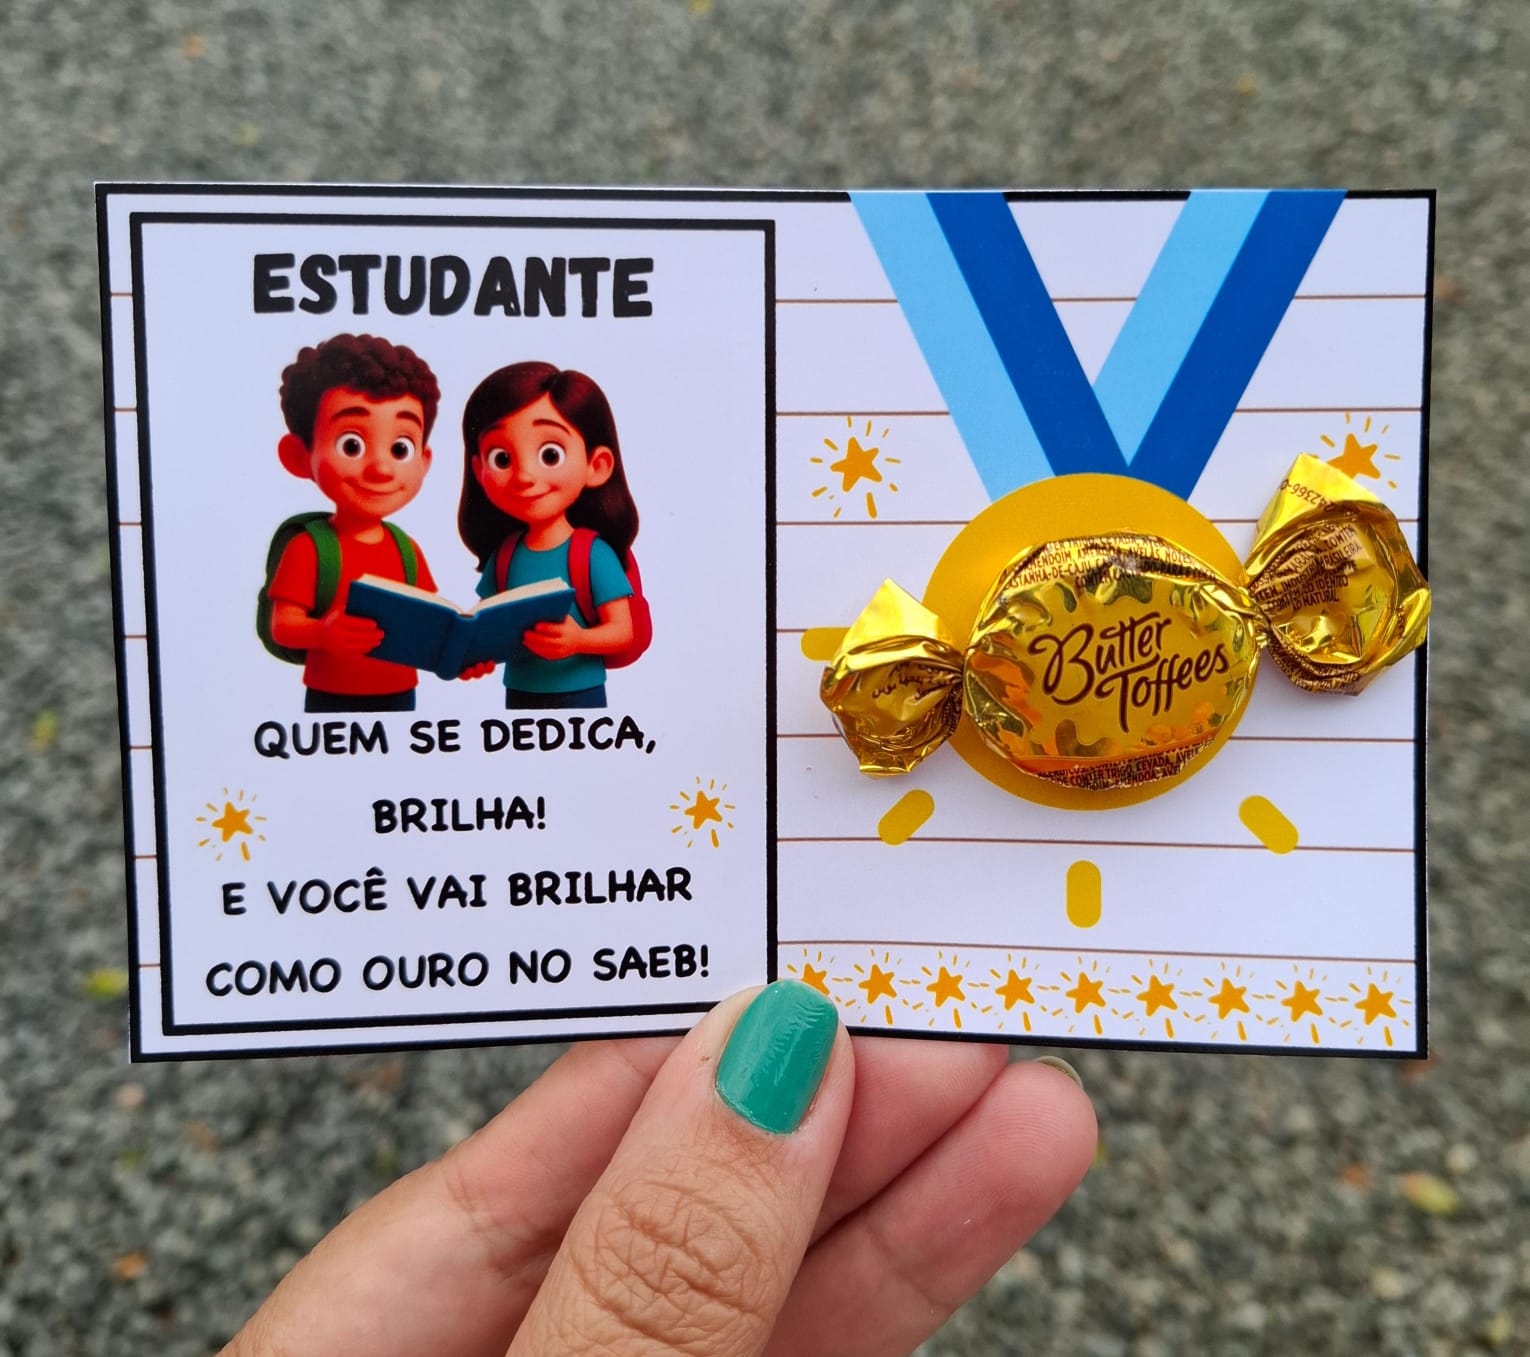 ESTUDANTE
QUEM SE DEDICA,
BRILHA!
E VOCÊ VAI BRILHAR
COMO OURO NO SAEB!
Butter
Toffees